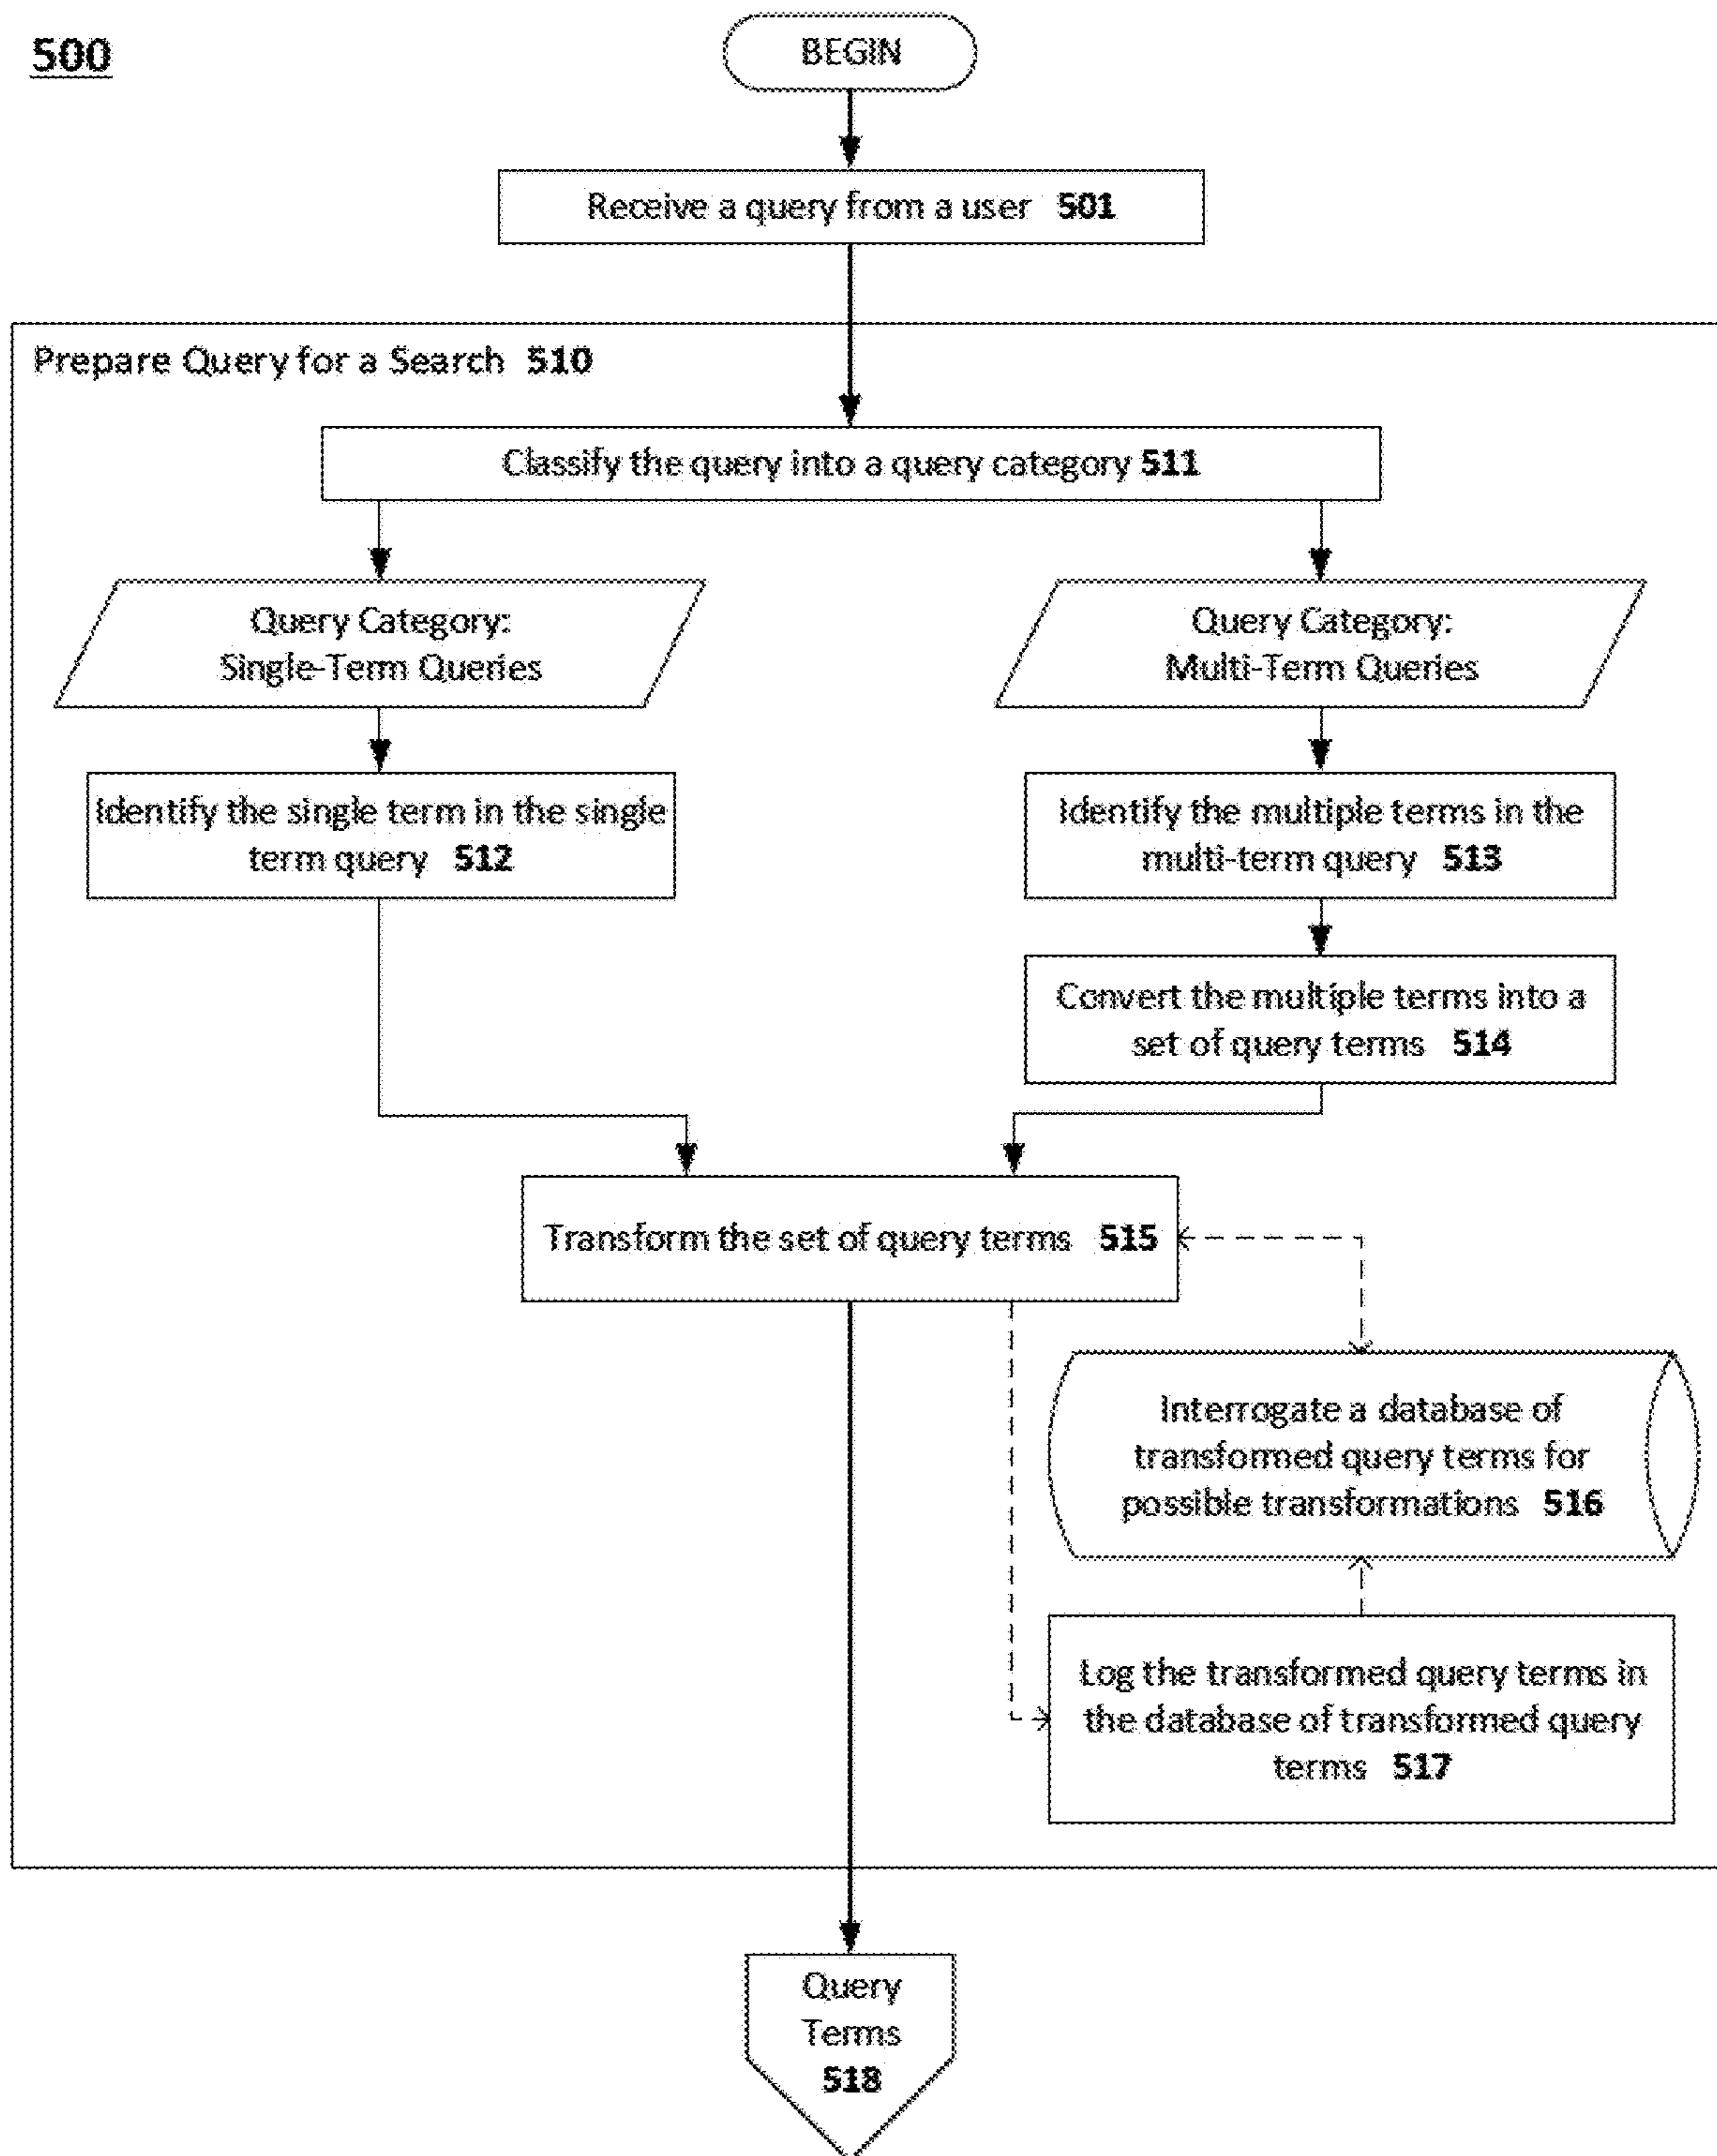 500
BEGIN
Receive a query from a user 501
Prepare Query for a Search 510
Classify the query into a query category 511
Query Category:
Single-Term Queries
Query Category:
Multi-Term Queries
Identify the single term in the single
term query 512
Identify the multiple terms in the
multi-term query 513
Convert the multiple terms into a
set of query terms 514
Transform the set of query terms 515
Interrogate a database of
transformed query terms for
possible transformations 516
Log the transformed query terms in
the database of transformed query
terms 517
Query
Terms
518